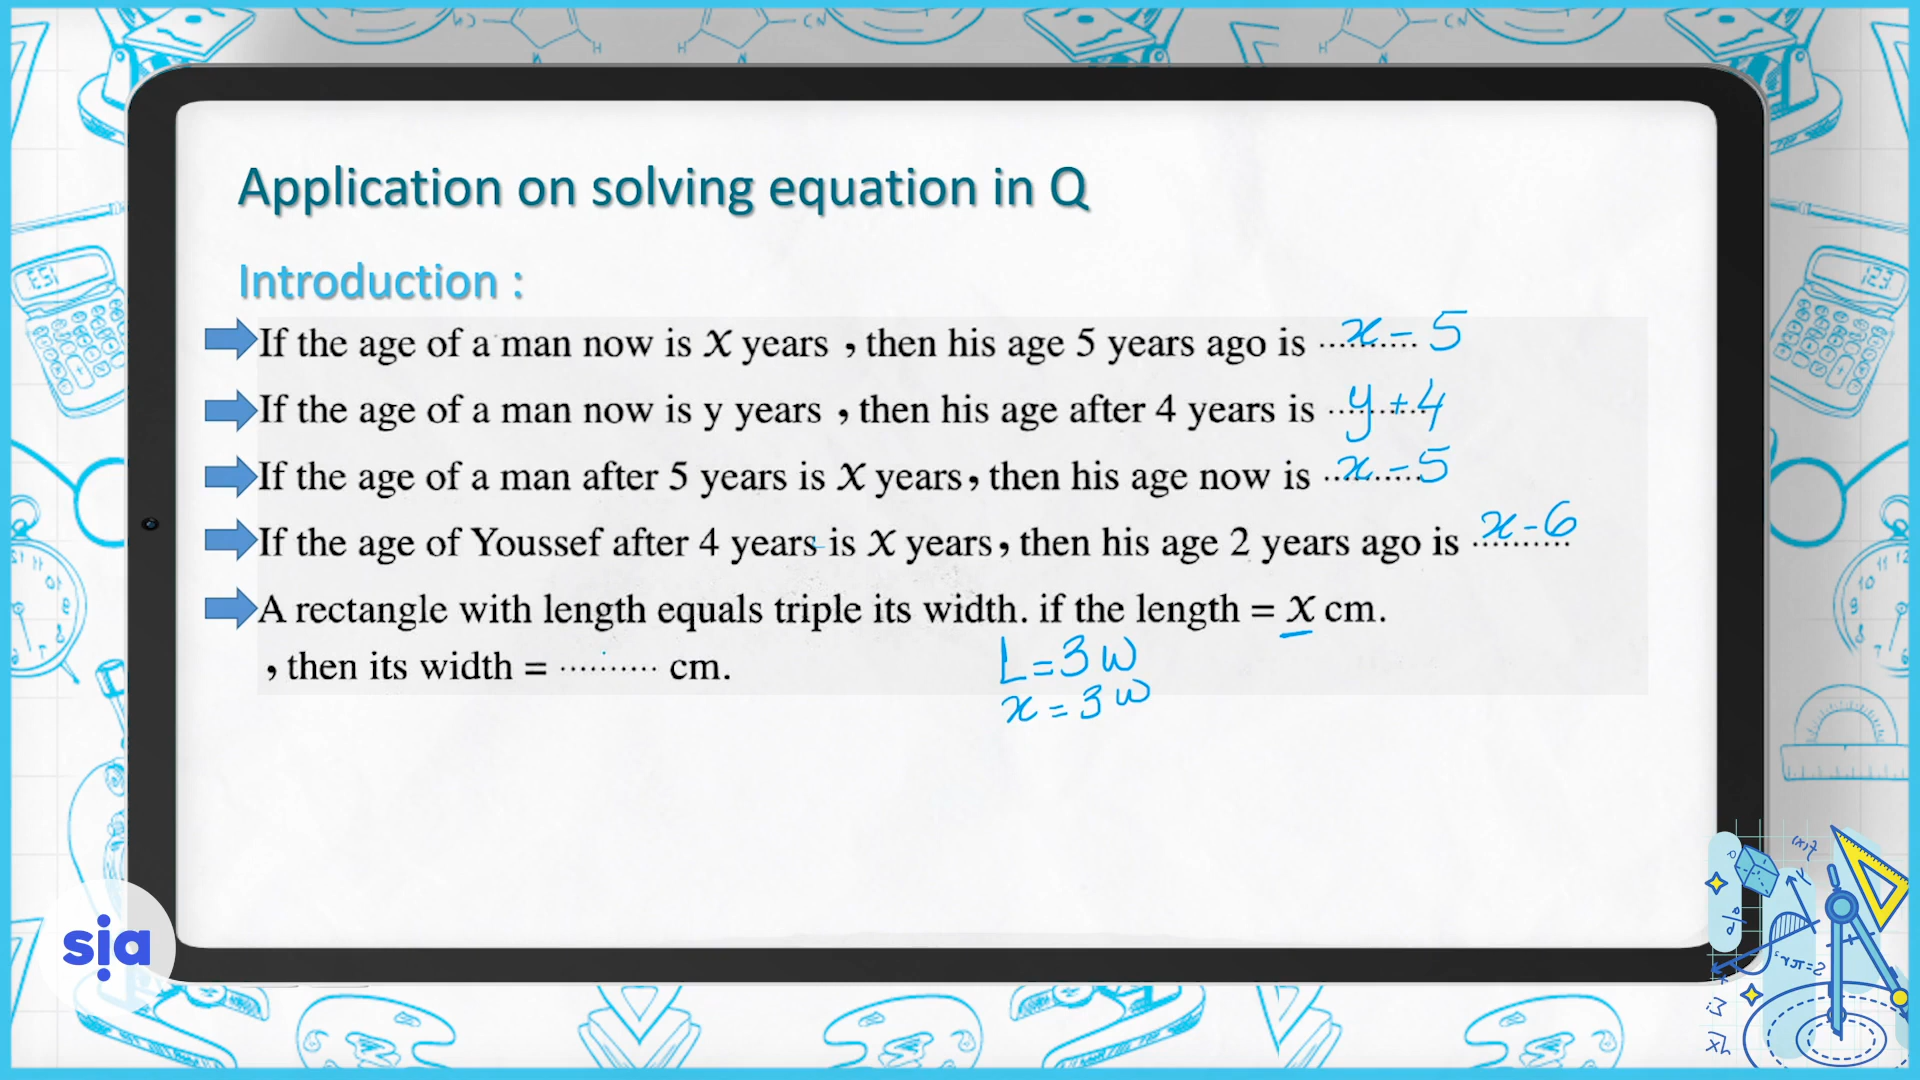 Application on solving equation in Q
Introduction :
If the age of a man now is x years , then his age 5 years ago is .......... x - 5
If the age of a man now is y years , then his age after 4 years is .......... y + 4
If the age of a man after 5 years is x years, then his age now is .......... x - 5
If the age of Youssef after 4 years is x years, then his age 2 years ago is .......... x - 6
A rectangle with length equals triple its width. if the length = x cm.
, then its width = .......... cm.
L = 3 w
x = 3 w
sia